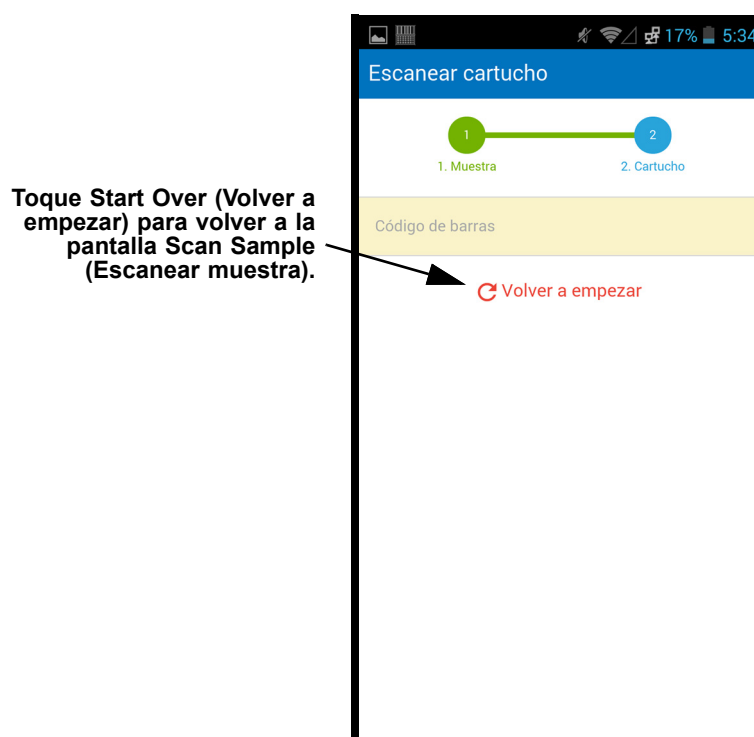 17% 5:34
Escanear cartucho
1 2
1. Muestra 2. Cartucho
Toque Start Over (Volver a
empezar) para volver a la
pantalla Scan Sample
(Escanear muestra).
Código de barras
Volver a empezar